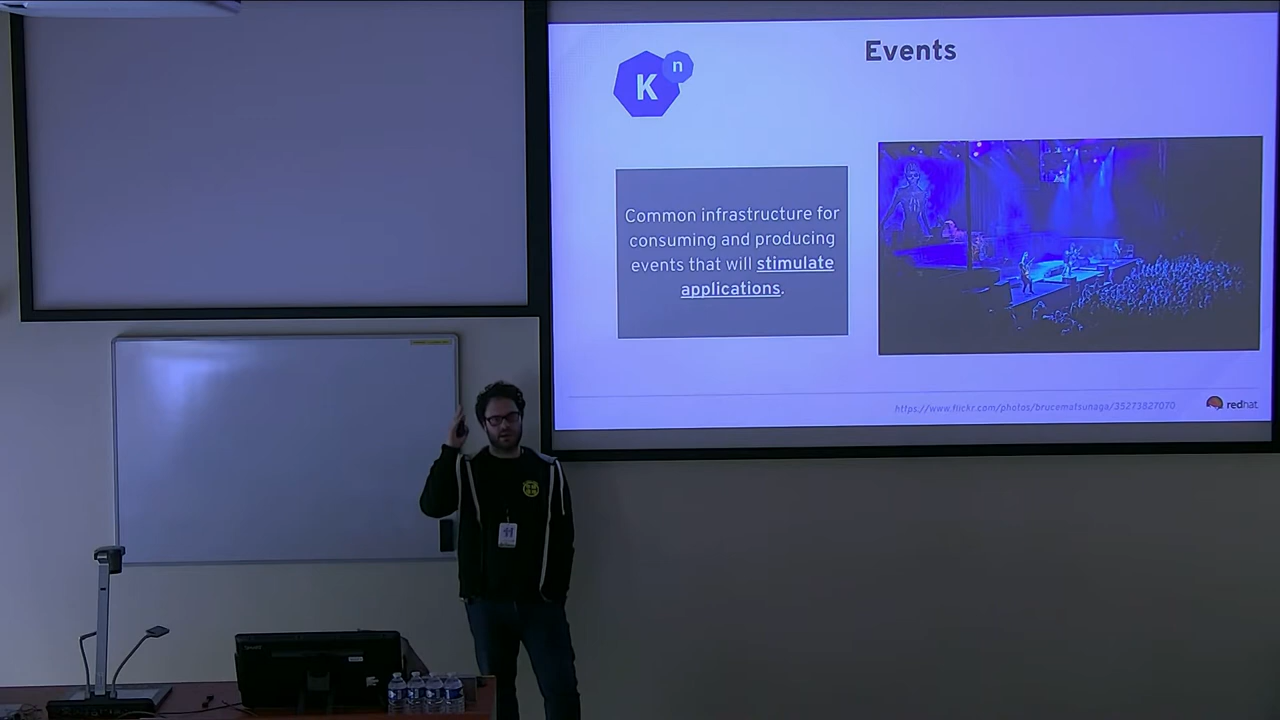 Events
K
n
Common infrastructure for
consuming and producing
events that will stimulate
applications.
https://www.flickr.com/photos/brucematsunaga/35273827070
redhat